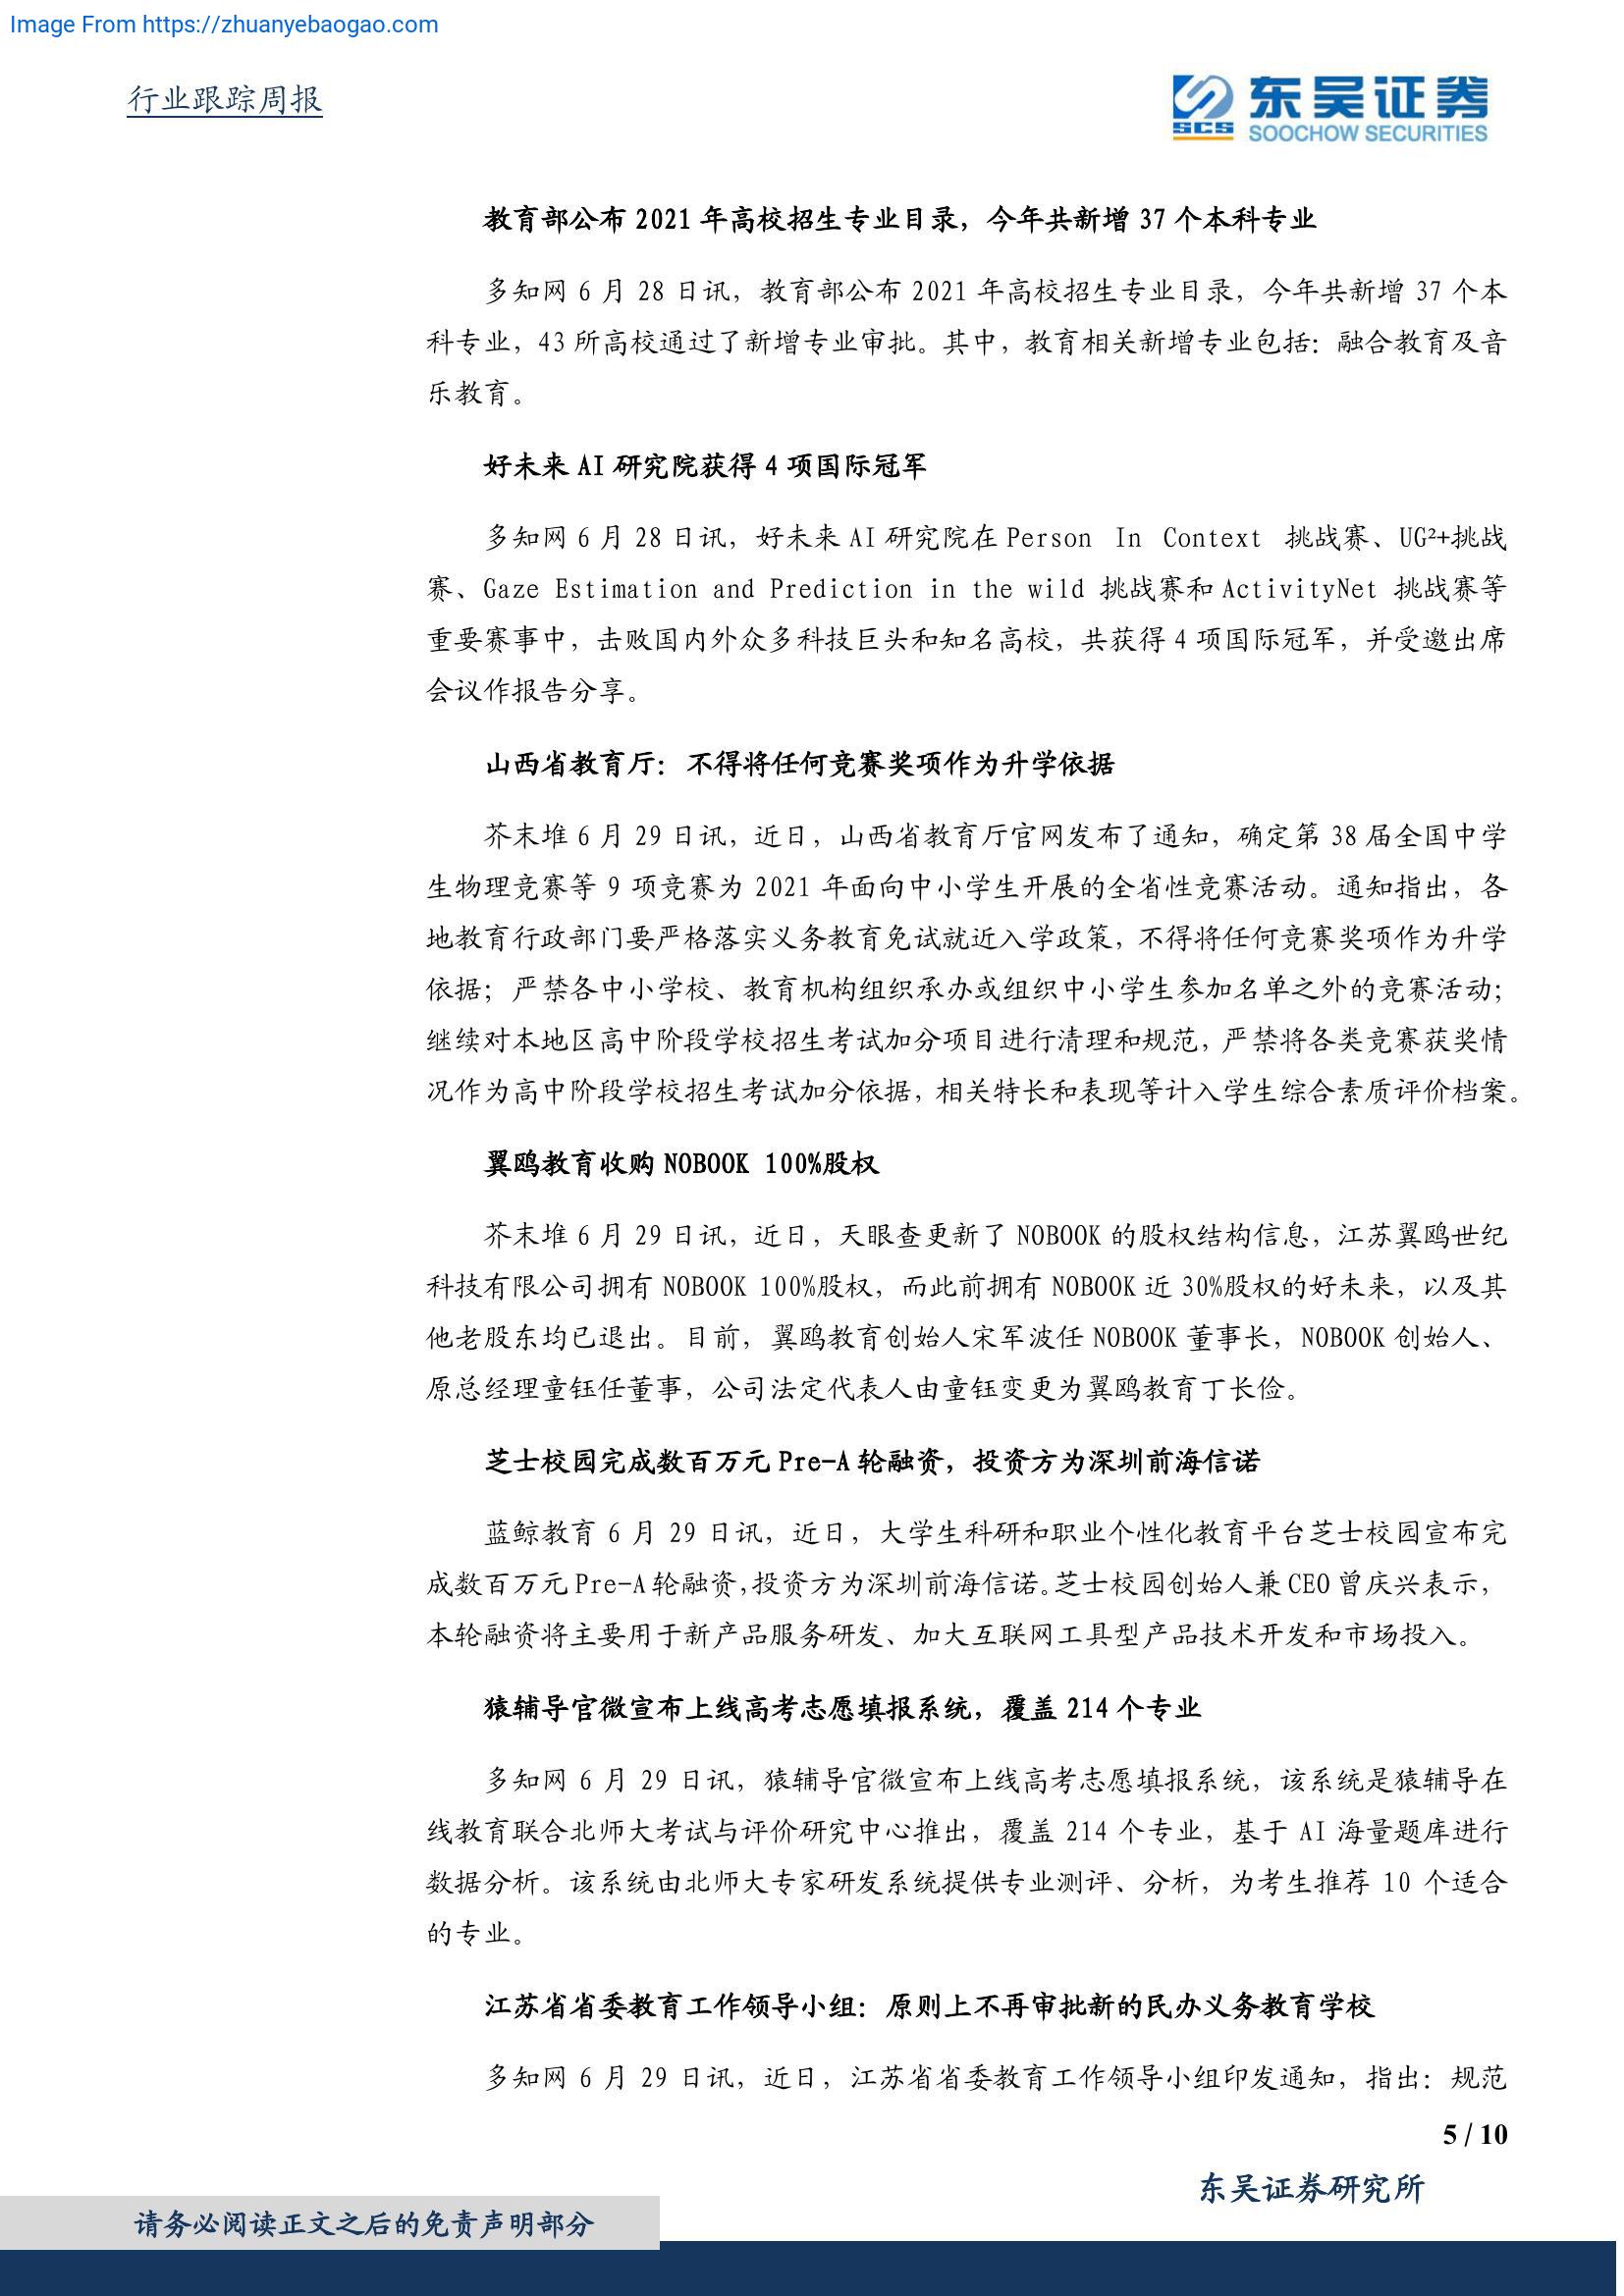 Image From https://zhuanyebaogao.com
行业跟踪周报
东吴证券
SCS
SOOCHOW SECURITIES
教育部公布 2021 年高校招生专业目录，今年共新增 37 个本科专业
多知网 6 月 28 日讯，教育部公布 2021 年高校招生专业目录，今年共新增 37 个本
科专业，43 所高校通过了新增专业审批。其中，教育相关新增专业包括：融合教育及音
乐教育。
好未来 AI 研究院获得 4 项国际冠军
多知网 6 月 28 日讯，好未来 AI 研究院在 Person In Context 挑战赛、UG²+挑战
赛、Gaze Estimation and Prediction in the wild 挑战赛和 ActivityNet 挑战赛等
重要赛事中，击败国内外众多科技巨头和知名高校，共获得 4 项国际冠军，并受邀出席
会议作报告分享。
山西省教育厅：不得将任何竞赛奖项作为升学依据
芥末堆 6 月 29 日讯，近日，山西省教育厅官网发布了通知，确定第 38 届全国中学
生物理竞赛等 9 项竞赛为 2021 年面向中小学生开展的全省性竞赛活动。通知指出，各
地教育行政部门要严格落实义务教育免试就近入学政策，不得将任何竞赛奖项作为升学
依据；严禁各中小学校、教育机构组织承办或组织中小学生参加名单之外的竞赛活动；
继续对本地区高中阶段学校招生考试加分项目进行清理和规范，严禁将各类竞赛获奖情
况作为高中阶段学校招生考试加分依据，相关特长和表现等计入学生综合素质评价档案。
翼鸥教育收购 NOBOOK 100%股权
芥末堆 6 月 29 日讯，近日，天眼查更新了 NOBOOK 的股权结构信息，江苏翼鸥世纪
科技有限公司拥有 NOBOOK 100%股权，而此前拥有 NOBOOK 近 30%股权的好未来，以及其
他老股东均已退出。目前，翼鸥教育创始人宋军波任 NOBOOK 董事长，NOBOOK 创始人、
原总经理童钰任董事，公司法定代表人由童钰变更为翼鸥教育丁长俭。
芝士校园完成数百万元 Pre-A 轮融资，投资方为深圳前海信诺
蓝鲸教育 6 月 29 日讯，近日，大学生科研和职业个性化教育平台芝士校园宣布完
成数百万元 Pre-A 轮融资，投资方为深圳前海信诺。芝士校园创始人兼 CEO 曾庆兴表示，
本轮融资将主要用于新产品服务研发、加大互联网工具型产品技术开发和市场投入。
猿辅导官微宣布上线高考志愿填报系统，覆盖 214 个专业
多知网 6 月 29 日讯，猿辅导官微宣布上线高考志愿填报系统，该系统是猿辅导在
线教育联合北师大考试与评价研究中心推出，覆盖 214 个专业，基于 AI 海量题库进行
数据分析。该系统由北师大专家研发系统提供专业测评、分析，为考生推荐 10 个适合
的专业。
江苏省省委教育工作领导小组：原则上不再审批新的民办义务教育学校
多知网 6 月 29 日讯，近日，江苏省省委教育工作领导小组印发通知，指出：规范
5 / 10
东吴证券研究所
请务必阅读正文之后的免责声明部分